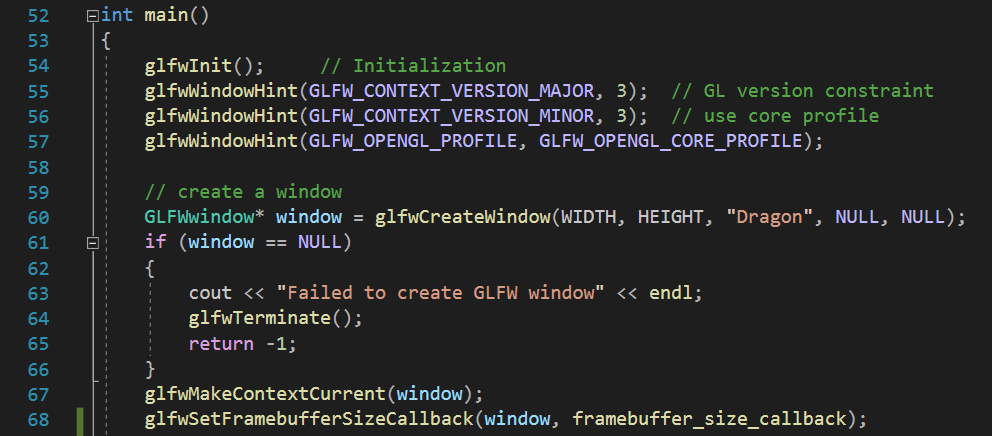 52 int main()
53 {
54 glfwInit();     // Initialization
55 glfwWindowHint(GLFW_CONTEXT_VERSION_MAJOR, 3);  // GL version constraint
56 glfwWindowHint(GLFW_CONTEXT_VERSION_MINOR, 3);  // use core profile
57 glfwWindowHint(GLFW_OPENGL_PROFILE, GLFW_OPENGL_CORE_PROFILE);
58
59 // create a window
60 GLFWwindow* window = glfwCreateWindow(WIDTH, HEIGHT, "Dragon", NULL, NULL);
61 if (window == NULL)
62 {
63 cout << "Failed to create GLFW window" << endl;
64 glfwTerminate();
65 return -1;
66 }
67 glfwMakeContextCurrent(window);
68 glfwSetFramebufferSizeCallback(window, framebuffer_size_callback);